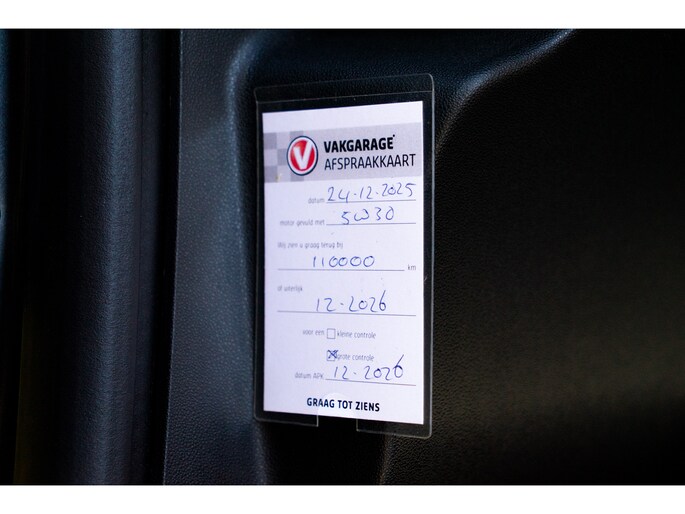 V VAKGARAGE
AFSPRAAKKAART
datum 24-12-2025
motor gevuld met 5W30
Wij zien u graag terug bij
110000 km
of uiterlijk
12-2026
voor een kleine controle
grote controle
datum APK 12-2026
GRAAG TOT ZIENS